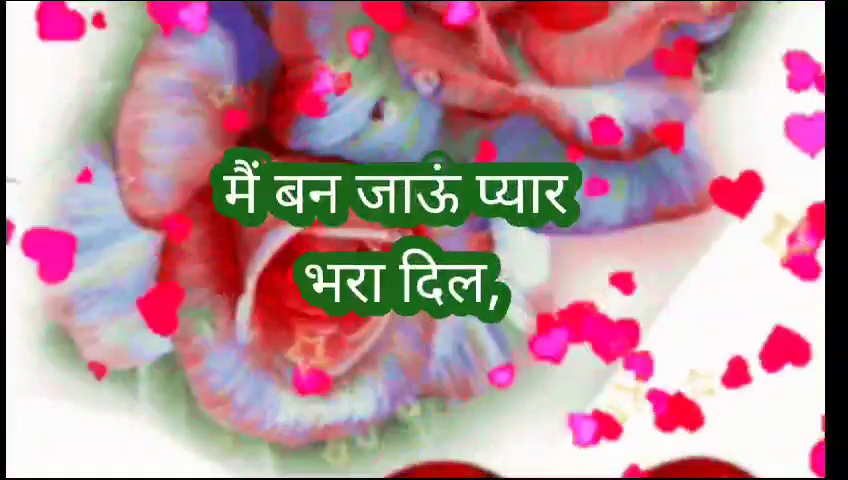 मैं बन जाऊं प्यार
भरा दिल,